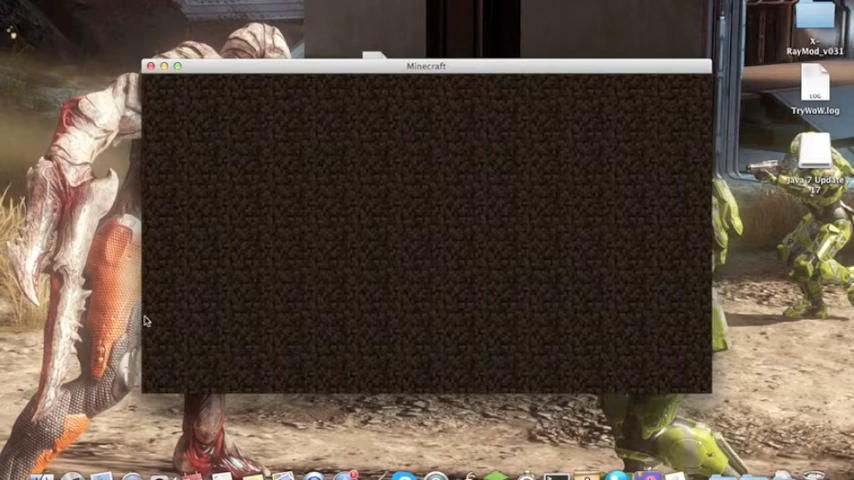 Minecraft
X-
RayMod_v031
LOG
TryWoW.log
Java 7 Update
17